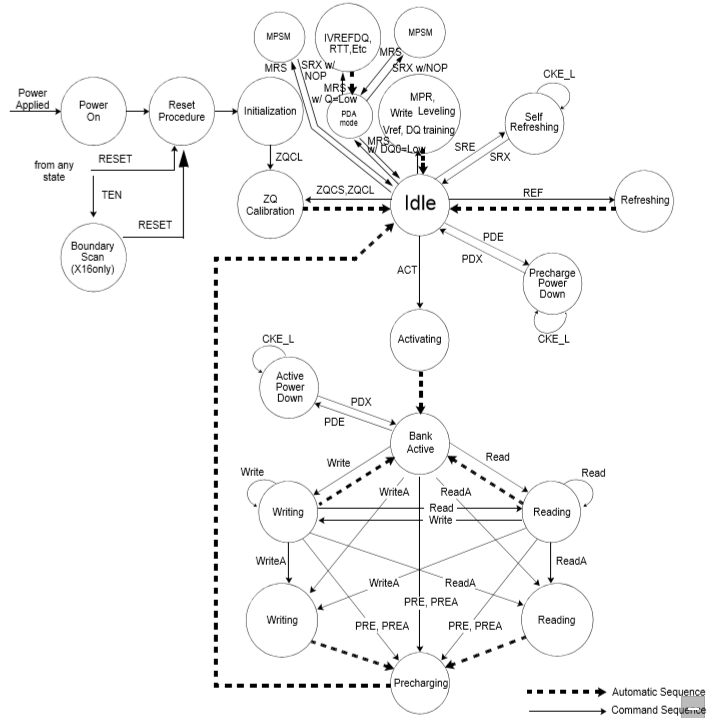 MPSM
IVREFDQ,
RTT,Etc
MPSM
MRS
SRX w/
NOP
MRS
SRX w/NOP
MRS
w/ Q=Low
PDA
mode
MPR,
Write Leveling
Vref, DQ training
CKE_L
Self
Refreshing
Power
Applied
Power
On
Reset
Procedure
Initialization
MRS
w/ DQ0=Low
SRE
SRX
from any
state
RESET
ZQCL
TEN
RESET
ZQ
Calibration
ZQCS,ZQCL
Idle
REF
Refreshing
Boundary
Scan
(X16only)
PDE
PDX
Precharge
Power
Down
CKE_L
ACT
Activating
CKE_L
Active
Power
Down
PDX
PDE
Bank
Active
Write
Read
Write
WriteA
ReadA
Read
Writing
Read
Write
Reading
WriteA
ReadA
WriteA
ReadA
Writing
PRE, PREA
Reading
PRE, PREA
PRE, PREA
Precharging
Automatic Sequence
Command Sequence